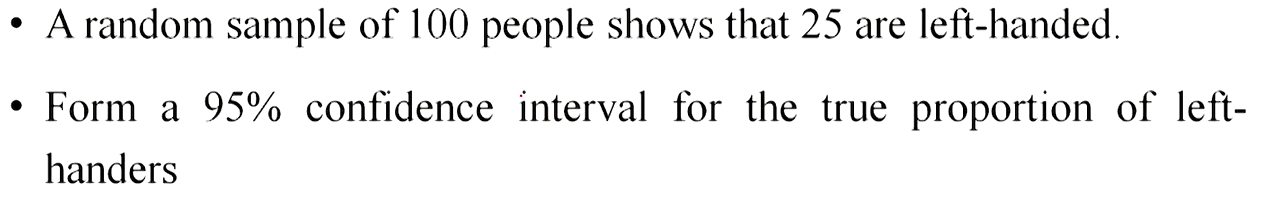 • A random sample of 100 people shows that 25 are left-handed.
• Form a 95% confidence interval for the true proportion of left-
handers